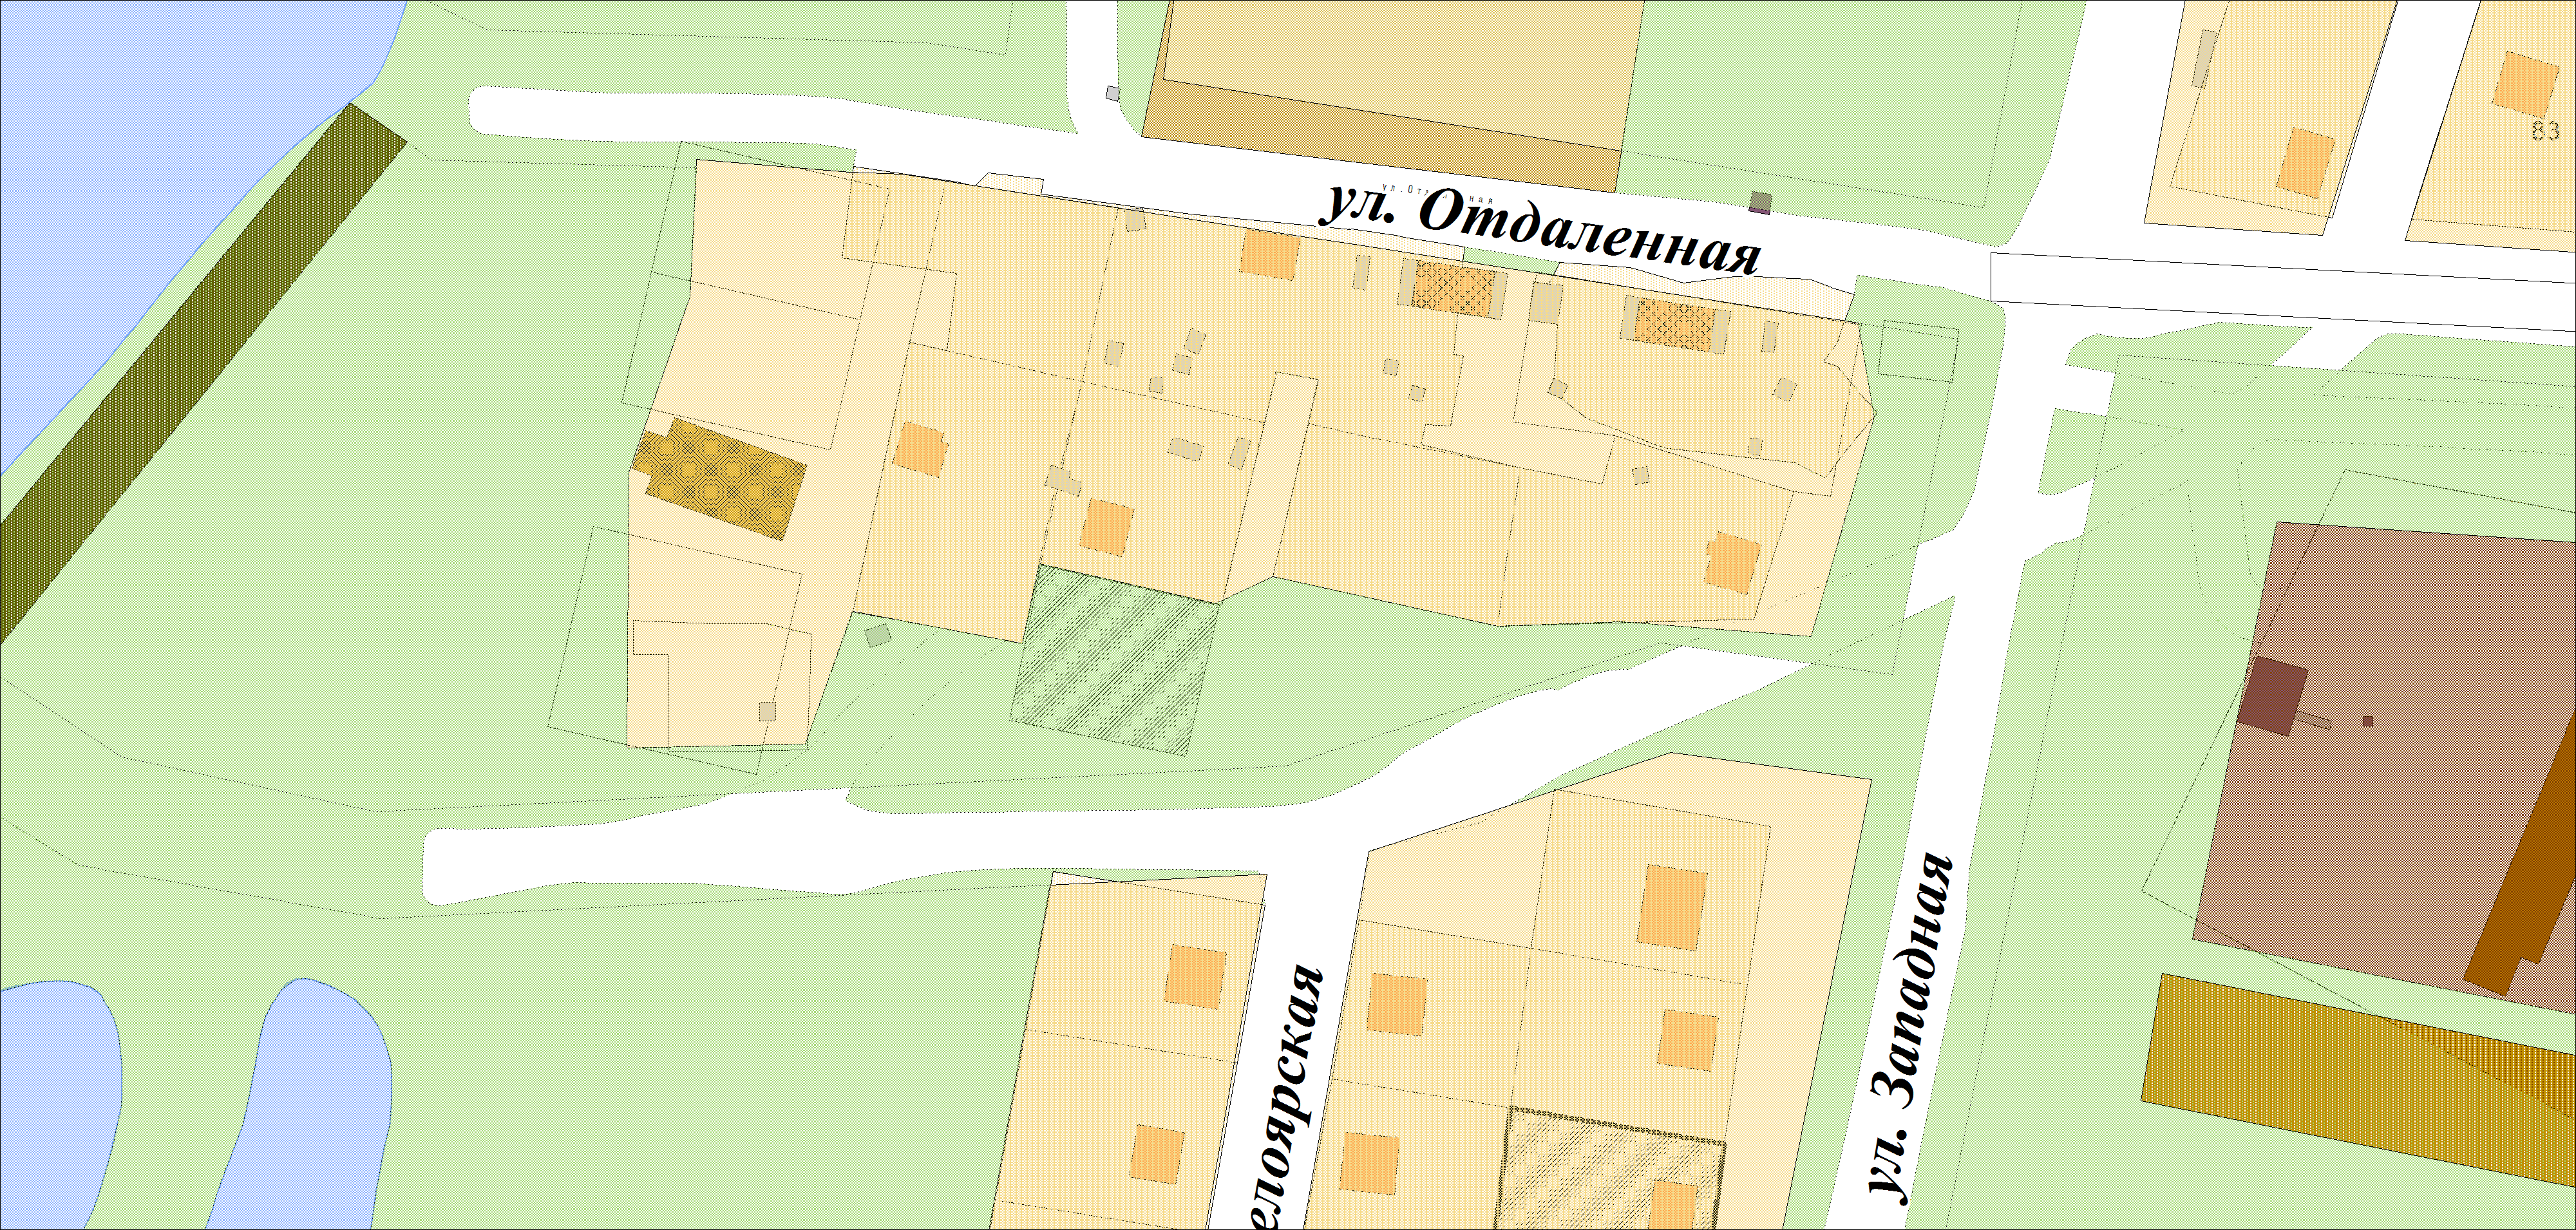 83
ул. Отдаленная
ул. Западная
елоярская